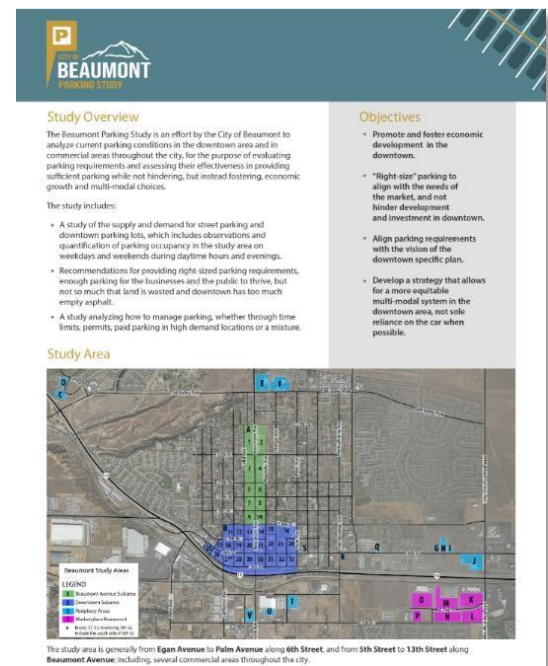 P
CITY OF
BEAUMONT
PARKING STUDY
Study Overview
The Beaumont Parking Study is an effort by the City of Beaumont to
analyze current parking conditions in the downtown area and in
commercial areas throughout the city, for the purpose of evaluating
parking requirements and assessing their effectiveness in providing
sufficient parking while not hindering, but instead fostering, economic
growth and multi-modal choices.
The study includes:
• A study of the supply and demand for street parking and
downtown parking lots, which includes observations and
quantification of parking occupancy in the study area on
weekdays and weekends during daytime hours and evenings.
• Recommendations for providing right-sized parking requirements,
enough parking for the businesses and the public to thrive, but
not so much that land is wasted and downtown has too much
empty asphalt.
• A study analyzing how to manage parking, whether through time
limits, permits, paid parking in high demand locations or a mixture.
Objectives
• Promote and foster economic
development in the
downtown.
• "Right-size" parking to
align with the needs of
the market, and not
hinder development
and investment in downtown.
• Align parking requirements
with the vision of the
downtown specific plan.
• Develop a strategy that allows
for a more equitable
multi-modal system in the
downtown area, not sole
reliance on the car when
possible.
Study Area
D
C
E F
A
1 2
3 4
5 6
7 8
9 10
S
R
Q
G H I
J
T
U
V
O M K
P N L
Beaumont Study Areas
LEGEND
Beaumont Avenue Subarea
Downtown Subarea
Periphery Areas
Marketplace Beaumont
The study area is generally from Egan Avenue to Palm Avenue along 6th Street, and from 5th Street to 13th Street along
Beaumont Avenue; including, several commercial areas throughout the city.